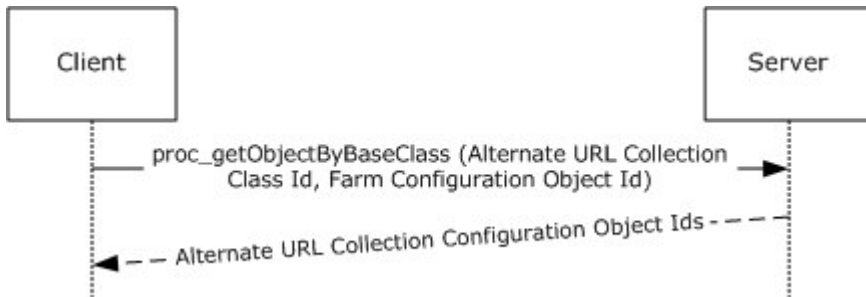 Client
Server
proc_getObjectByBaseClass (Alternate URL Collection
Class Id, Farm Configuration Object Id)
Alternate URL Collection Configuration Object Ids